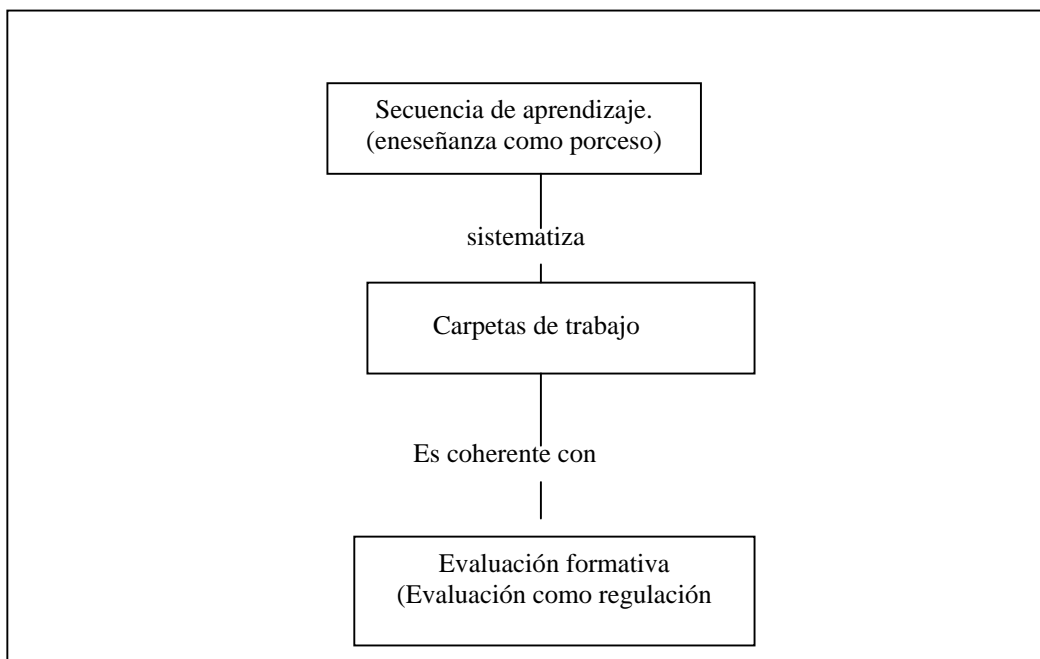 Secuencia de aprendizaje.
(eneseñanza como porceso)
sistematiza
Carpetas de trabajo
Es coherente con
Evaluación formativa
(Evaluación como regulación